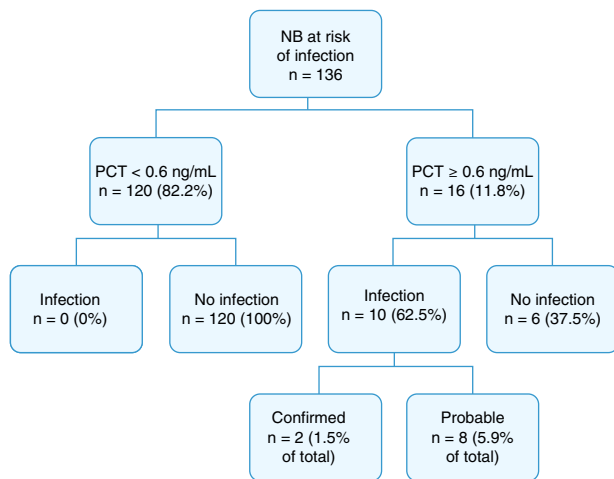 NB at risk
of infection
n = 136
PCT < 0.6 ng/mL
n = 120 (82.2%)
PCT ≥ 0.6 ng/mL
n = 16 (11.8%)
Infection
n = 0 (0%)
No infection
n = 120 (100%)
Infection
n = 10 (62.5%)
No infection
n = 6 (37.5%)
Confirmed
n = 2 (1.5%
of total)
Probable
n = 8 (5.9%
of total)